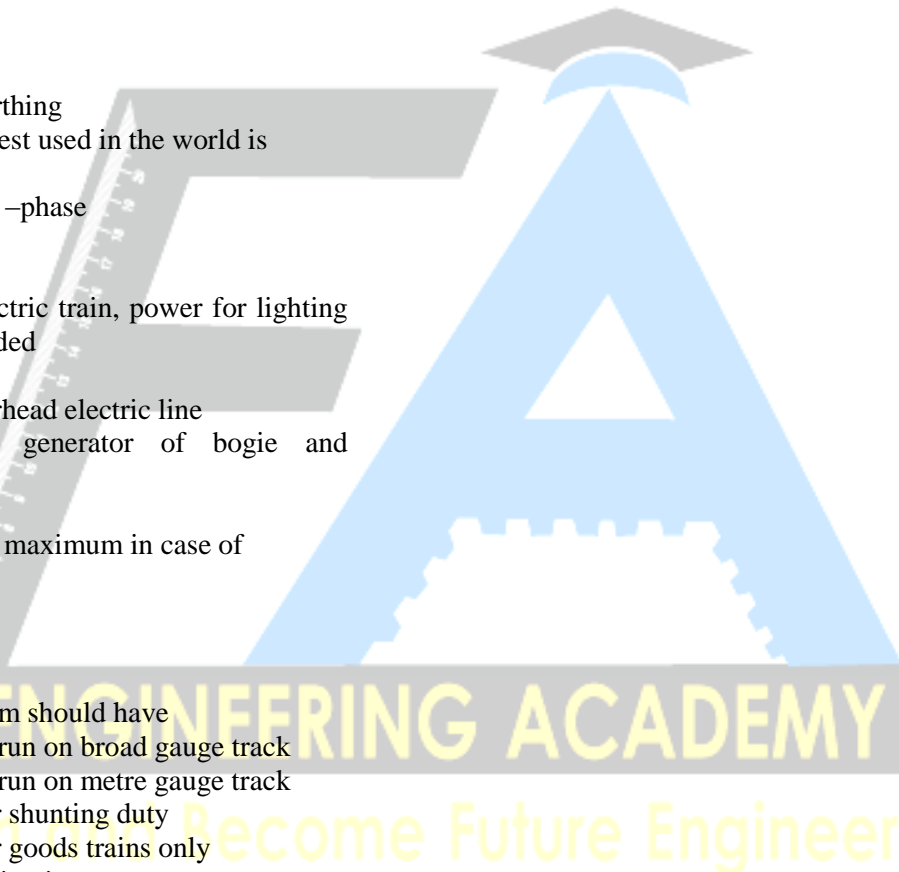 rthing
est used in the world is
–phase
ctric train, power for lighting
ded
rhead electric line
generator of bogie and
maximum in case of
m should have
run on broad gauge track
run on metre gauge track
r shunting duty
r goods trains only
ENGINEERING ACADEMY
and Become Future Engineer